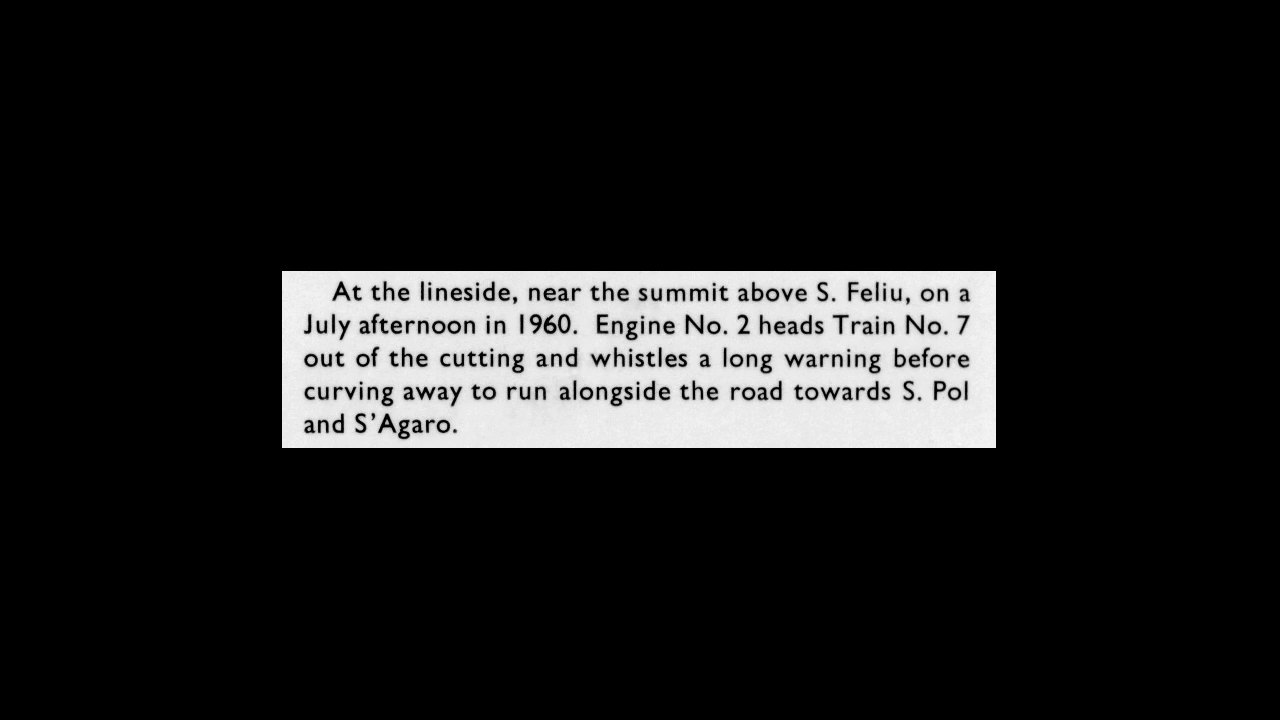 At the lineside, near the summit above S. Feliu, on a
July afternoon in 1960. Engine No. 2 heads Train No. 7
out of the cutting and whistles a long warning before
curving away to run alongside the road towards S. Pol
and S'Agaro.